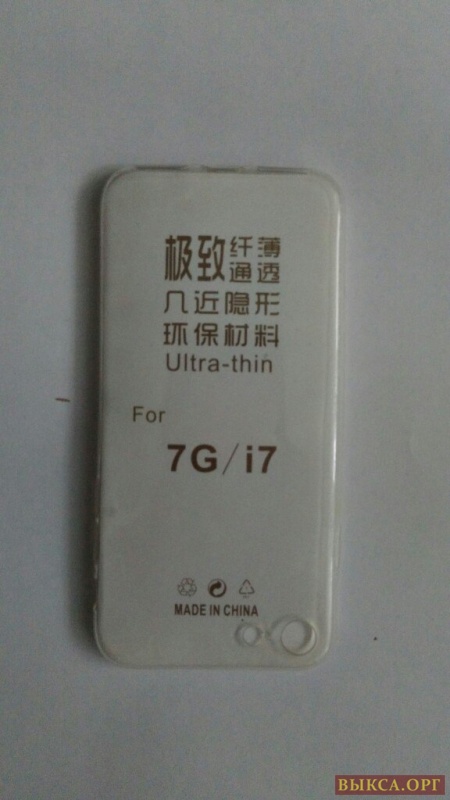 极致纤薄
通透
几近隐形
环保材料
Ultra-thin
For
7G/i7
MADE IN CHINA
ВЫКСА.ОРГ